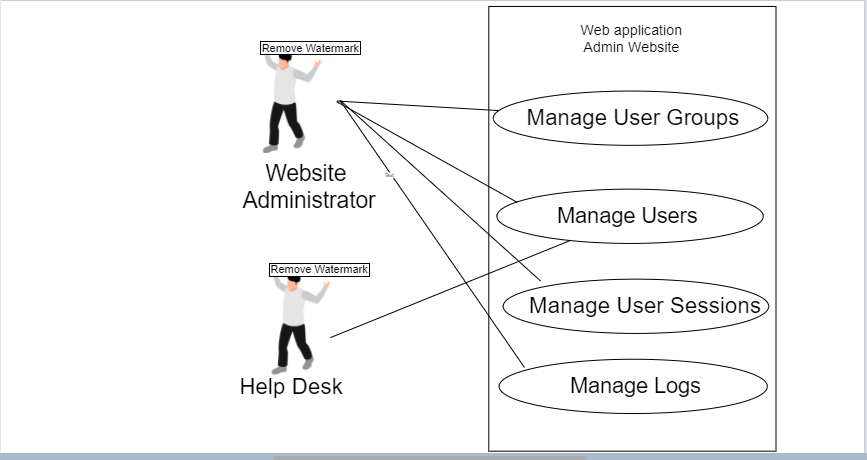 Web application
Admin Website
Remove Watermark
Manage User Groups
Website
Administrator
Text
Manage Users
Remove Watermark
Manage User Sessions
Help Desk
Manage Logs